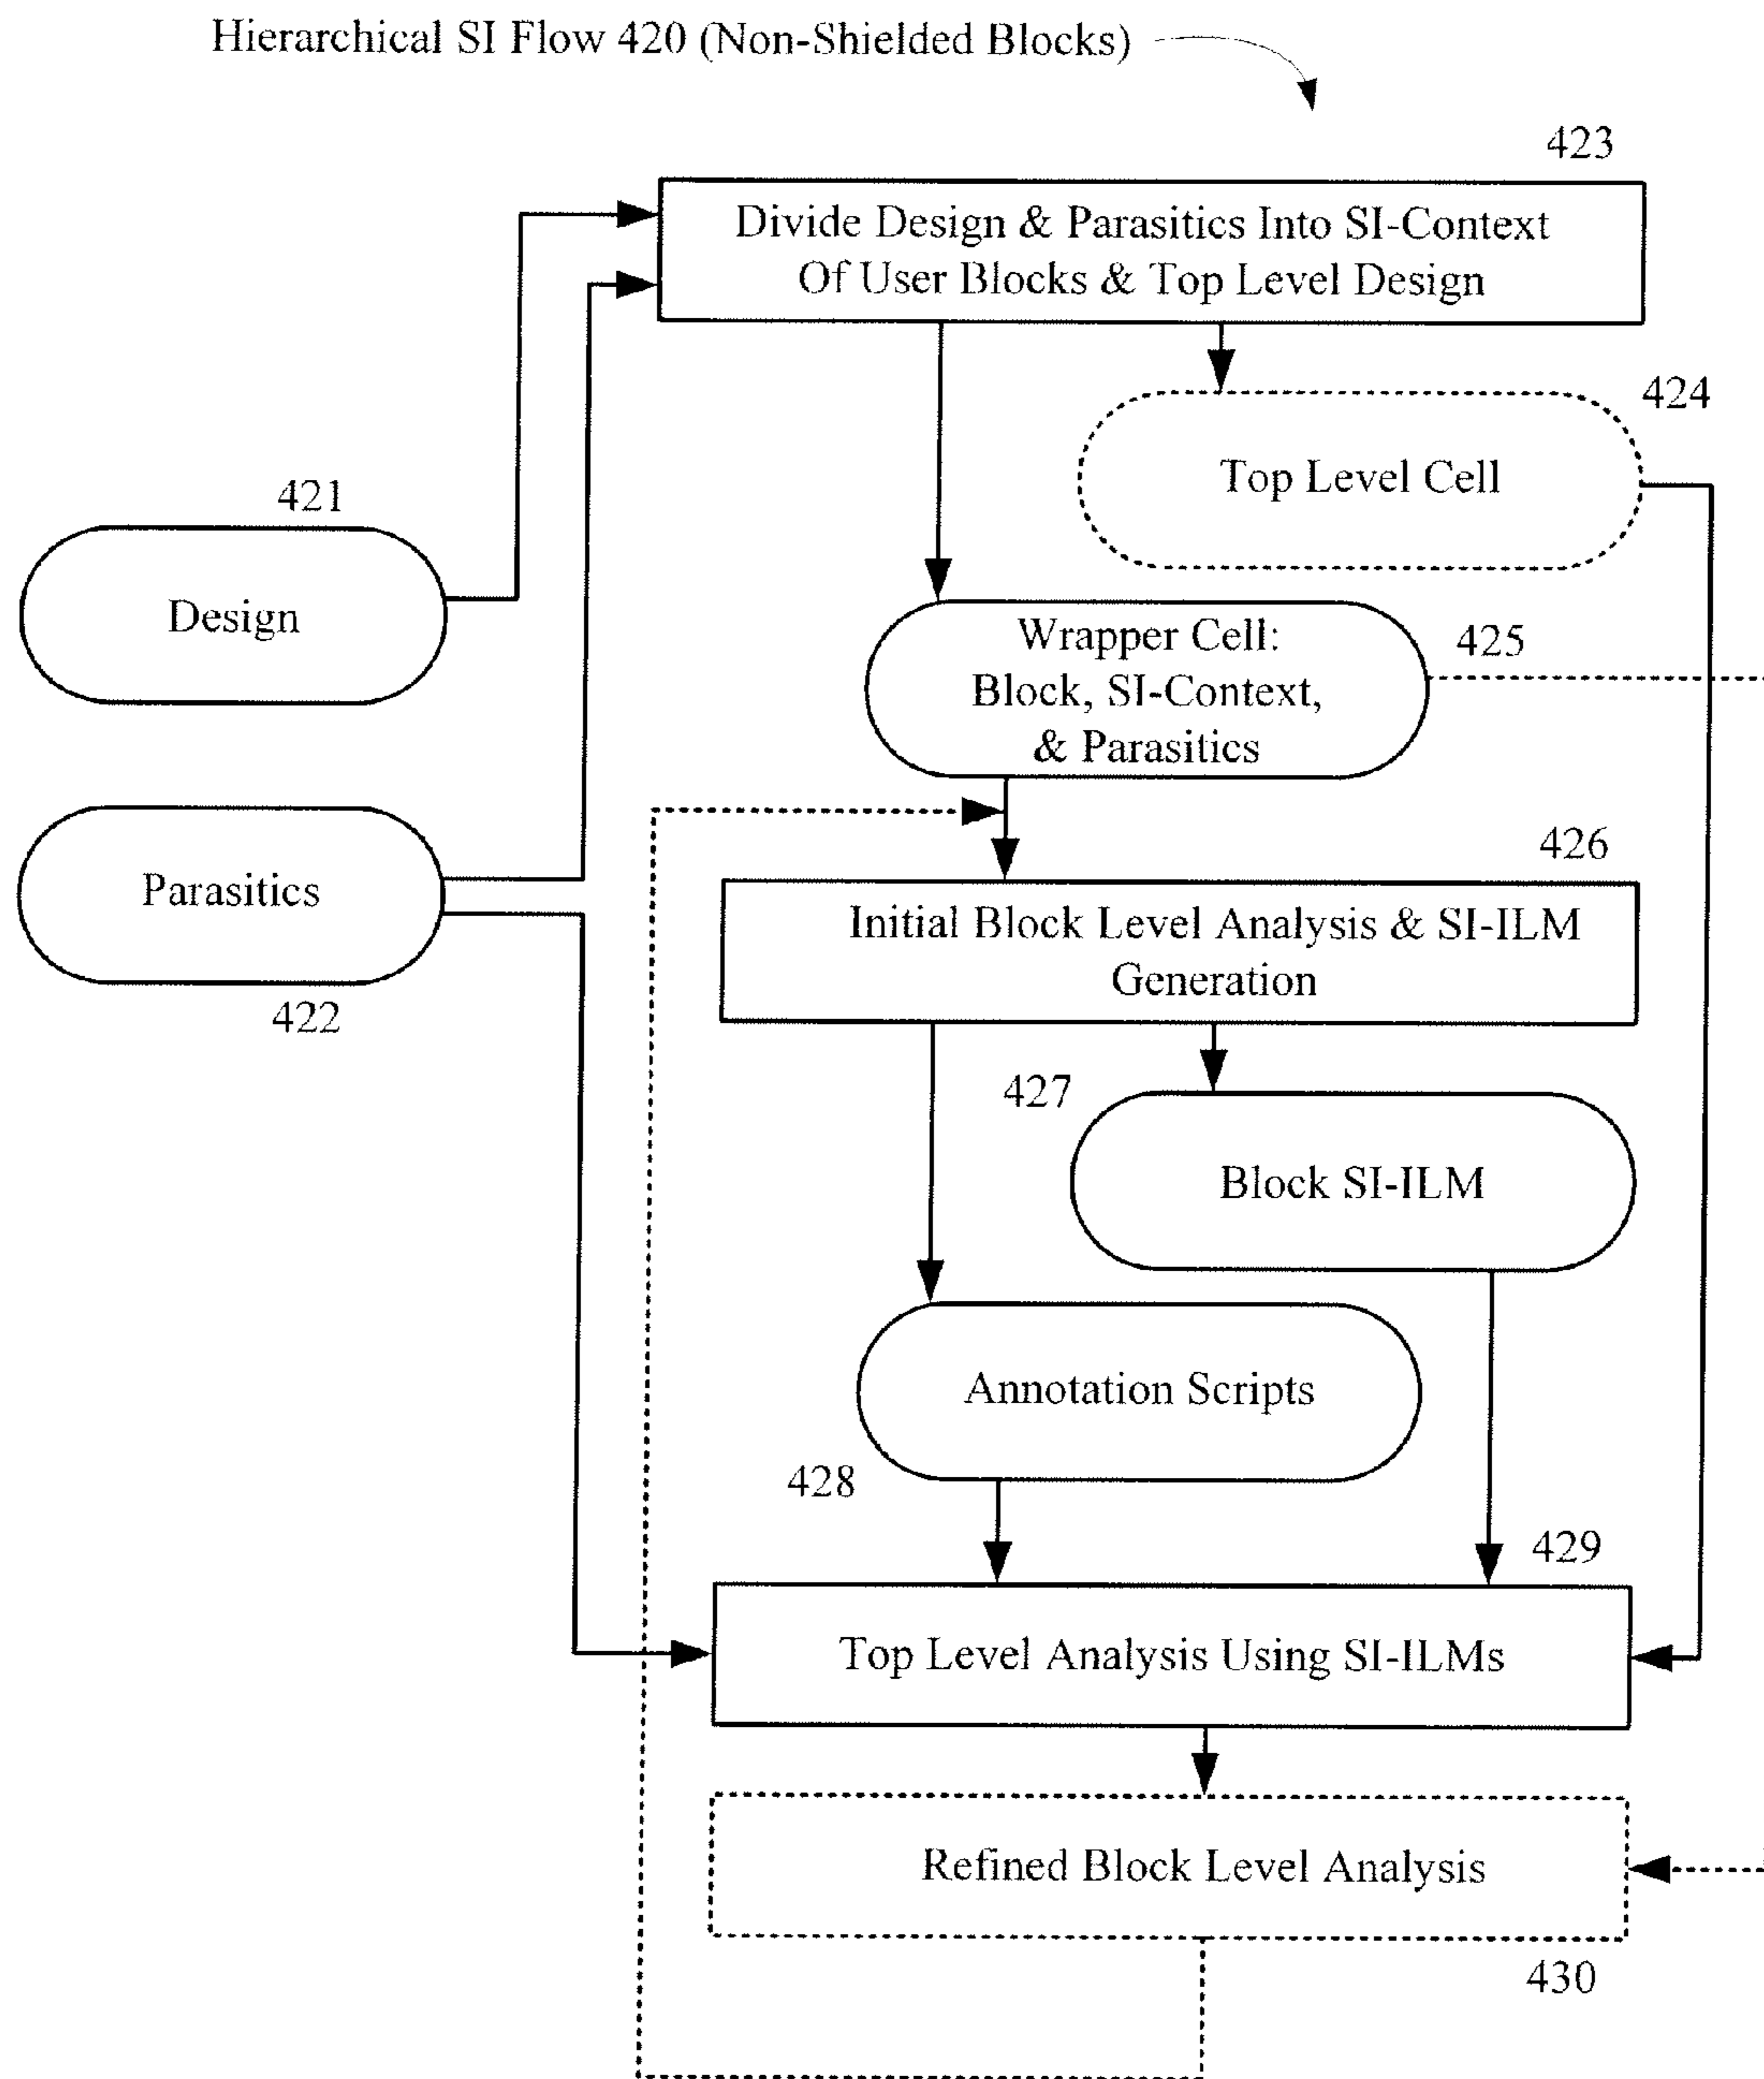 Hierarchical SI Flow 420 (Non-Shielded Blocks)
423
Divide Design & Parasitics Into SI-Context
Of User Blocks & Top Level Design
424
Top Level Cell
421
Design
Wrapper Cell:
Block, SI-Context,
& Parasitics
425
Parasitics
422
426
Initial Block Level Analysis & SI-ILM
Generation
427
Block SI-ILM
Annotation Scripts
428
429
Top Level Analysis Using SI-ILMs
Refined Block Level Analysis
430